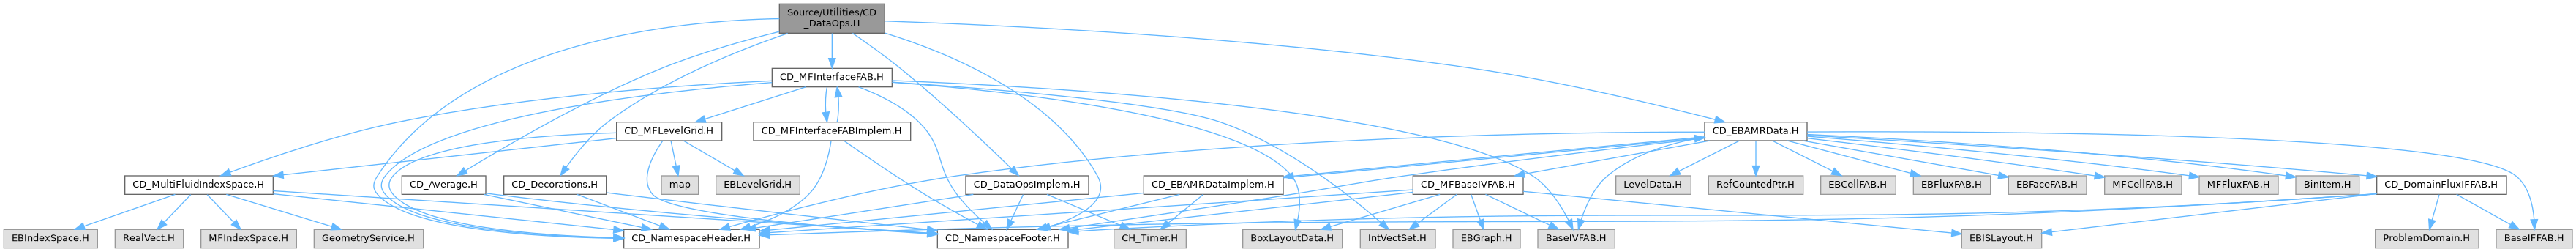 Source/Utilities/CD
_DataOps.H
CD_MFInterfaceFAB.H
CD_MFLevelGrid.H
CD_MFInterfaceFABImplem.H
CD_EBAMRData.H
CD_MultiFluidIndexSpace.H
CD_Average.H
CD_Decorations.H
map
EBLevelGrid.H
CD_DataOpsImplem.H
CD_EBAMRDataImplem.H
CD_MFBaseIVFAB.H
LevelData.H
RefCountedPtr.H
EBCellFAB.H
EBFluxFAB.H
EBFaceFAB.H
MFCellFAB.H
MFFluxFAB.H
BinItem.H
CD_DomainFluxIFFAB.H
EBIndexSpace.H
RealVect.H
MFIndexSpace.H
GeometryService.H
CD_NamespaceHeader.H
CD_NamespaceFooter.H
CH_Timer.H
BoxLayoutData.H
IntVectSet.H
EBGraph.H
BaseIVFAB.H
EBISLayout.H
ProblemDomain.H
BaseIFFAB.H